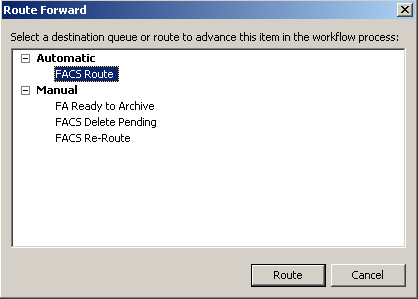 Route Forward
Select a destination queue or route to advance this item in the workflow process:
Automatic
FACS Route
Manual
FA Ready to Archive
FACS Delete Pending
FACS Re-Route
Route
Cancel